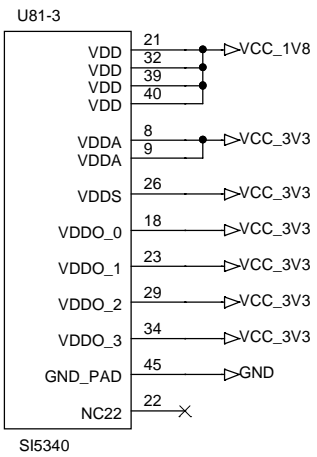 U81-3
VDD 21 VCC_1V8
VDD 32
VDD 39
VDD 40
VDDA 8 VCC_3V3
VDDA 9
VDDS 26 VCC_3V3
VDDO_0 18 VCC_3V3
VDDO_1 23 VCC_3V3
VDDO_2 29 VCC_3V3
VDDO_3 34 VCC_3V3
GND_PAD 45 GND
NC22 22
SI5340